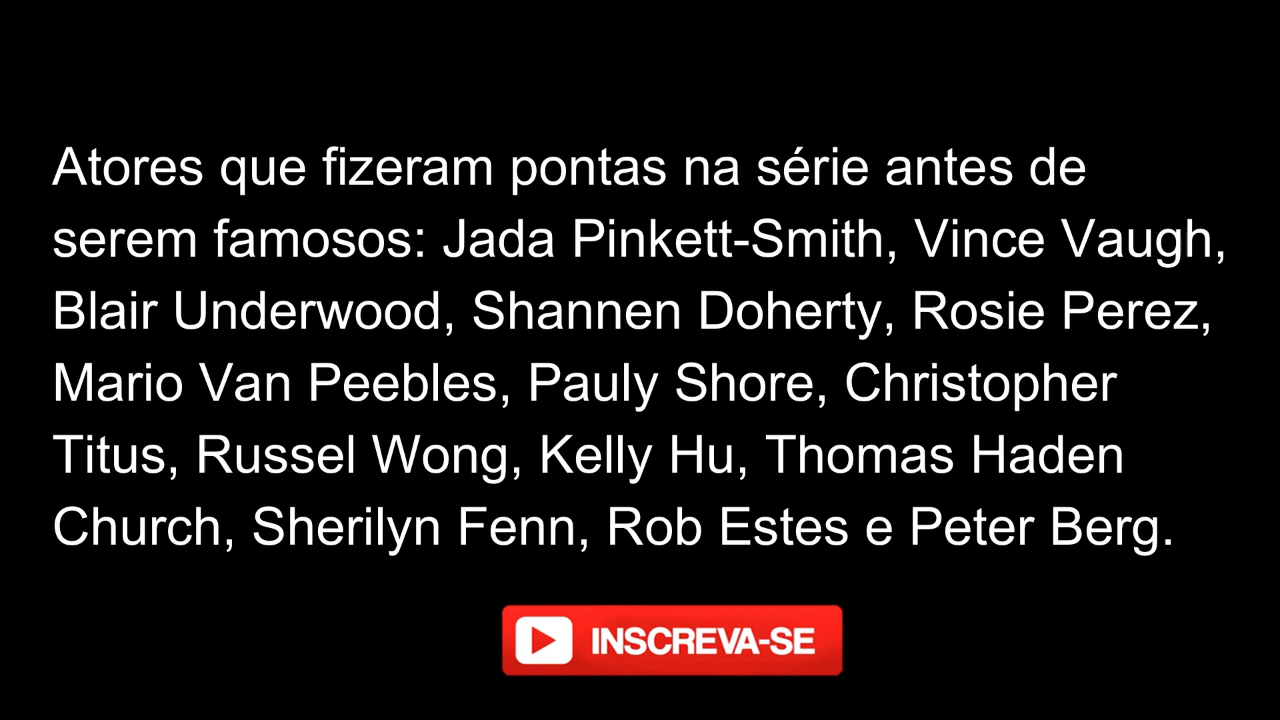 Atores que fizeram pontas na série antes de
serem famosos: Jada Pinkett-Smith, Vince Vaugh,
Blair Underwood, Shannen Doherty, Rosie Perez,
Mario Van Peebles, Pauly Shore, Christopher
Titus, Russel Wong, Kelly Hu, Thomas Haden
Church, Sherilyn Fenn, Rob Estes e Peter Berg.
INSCREVA-SE